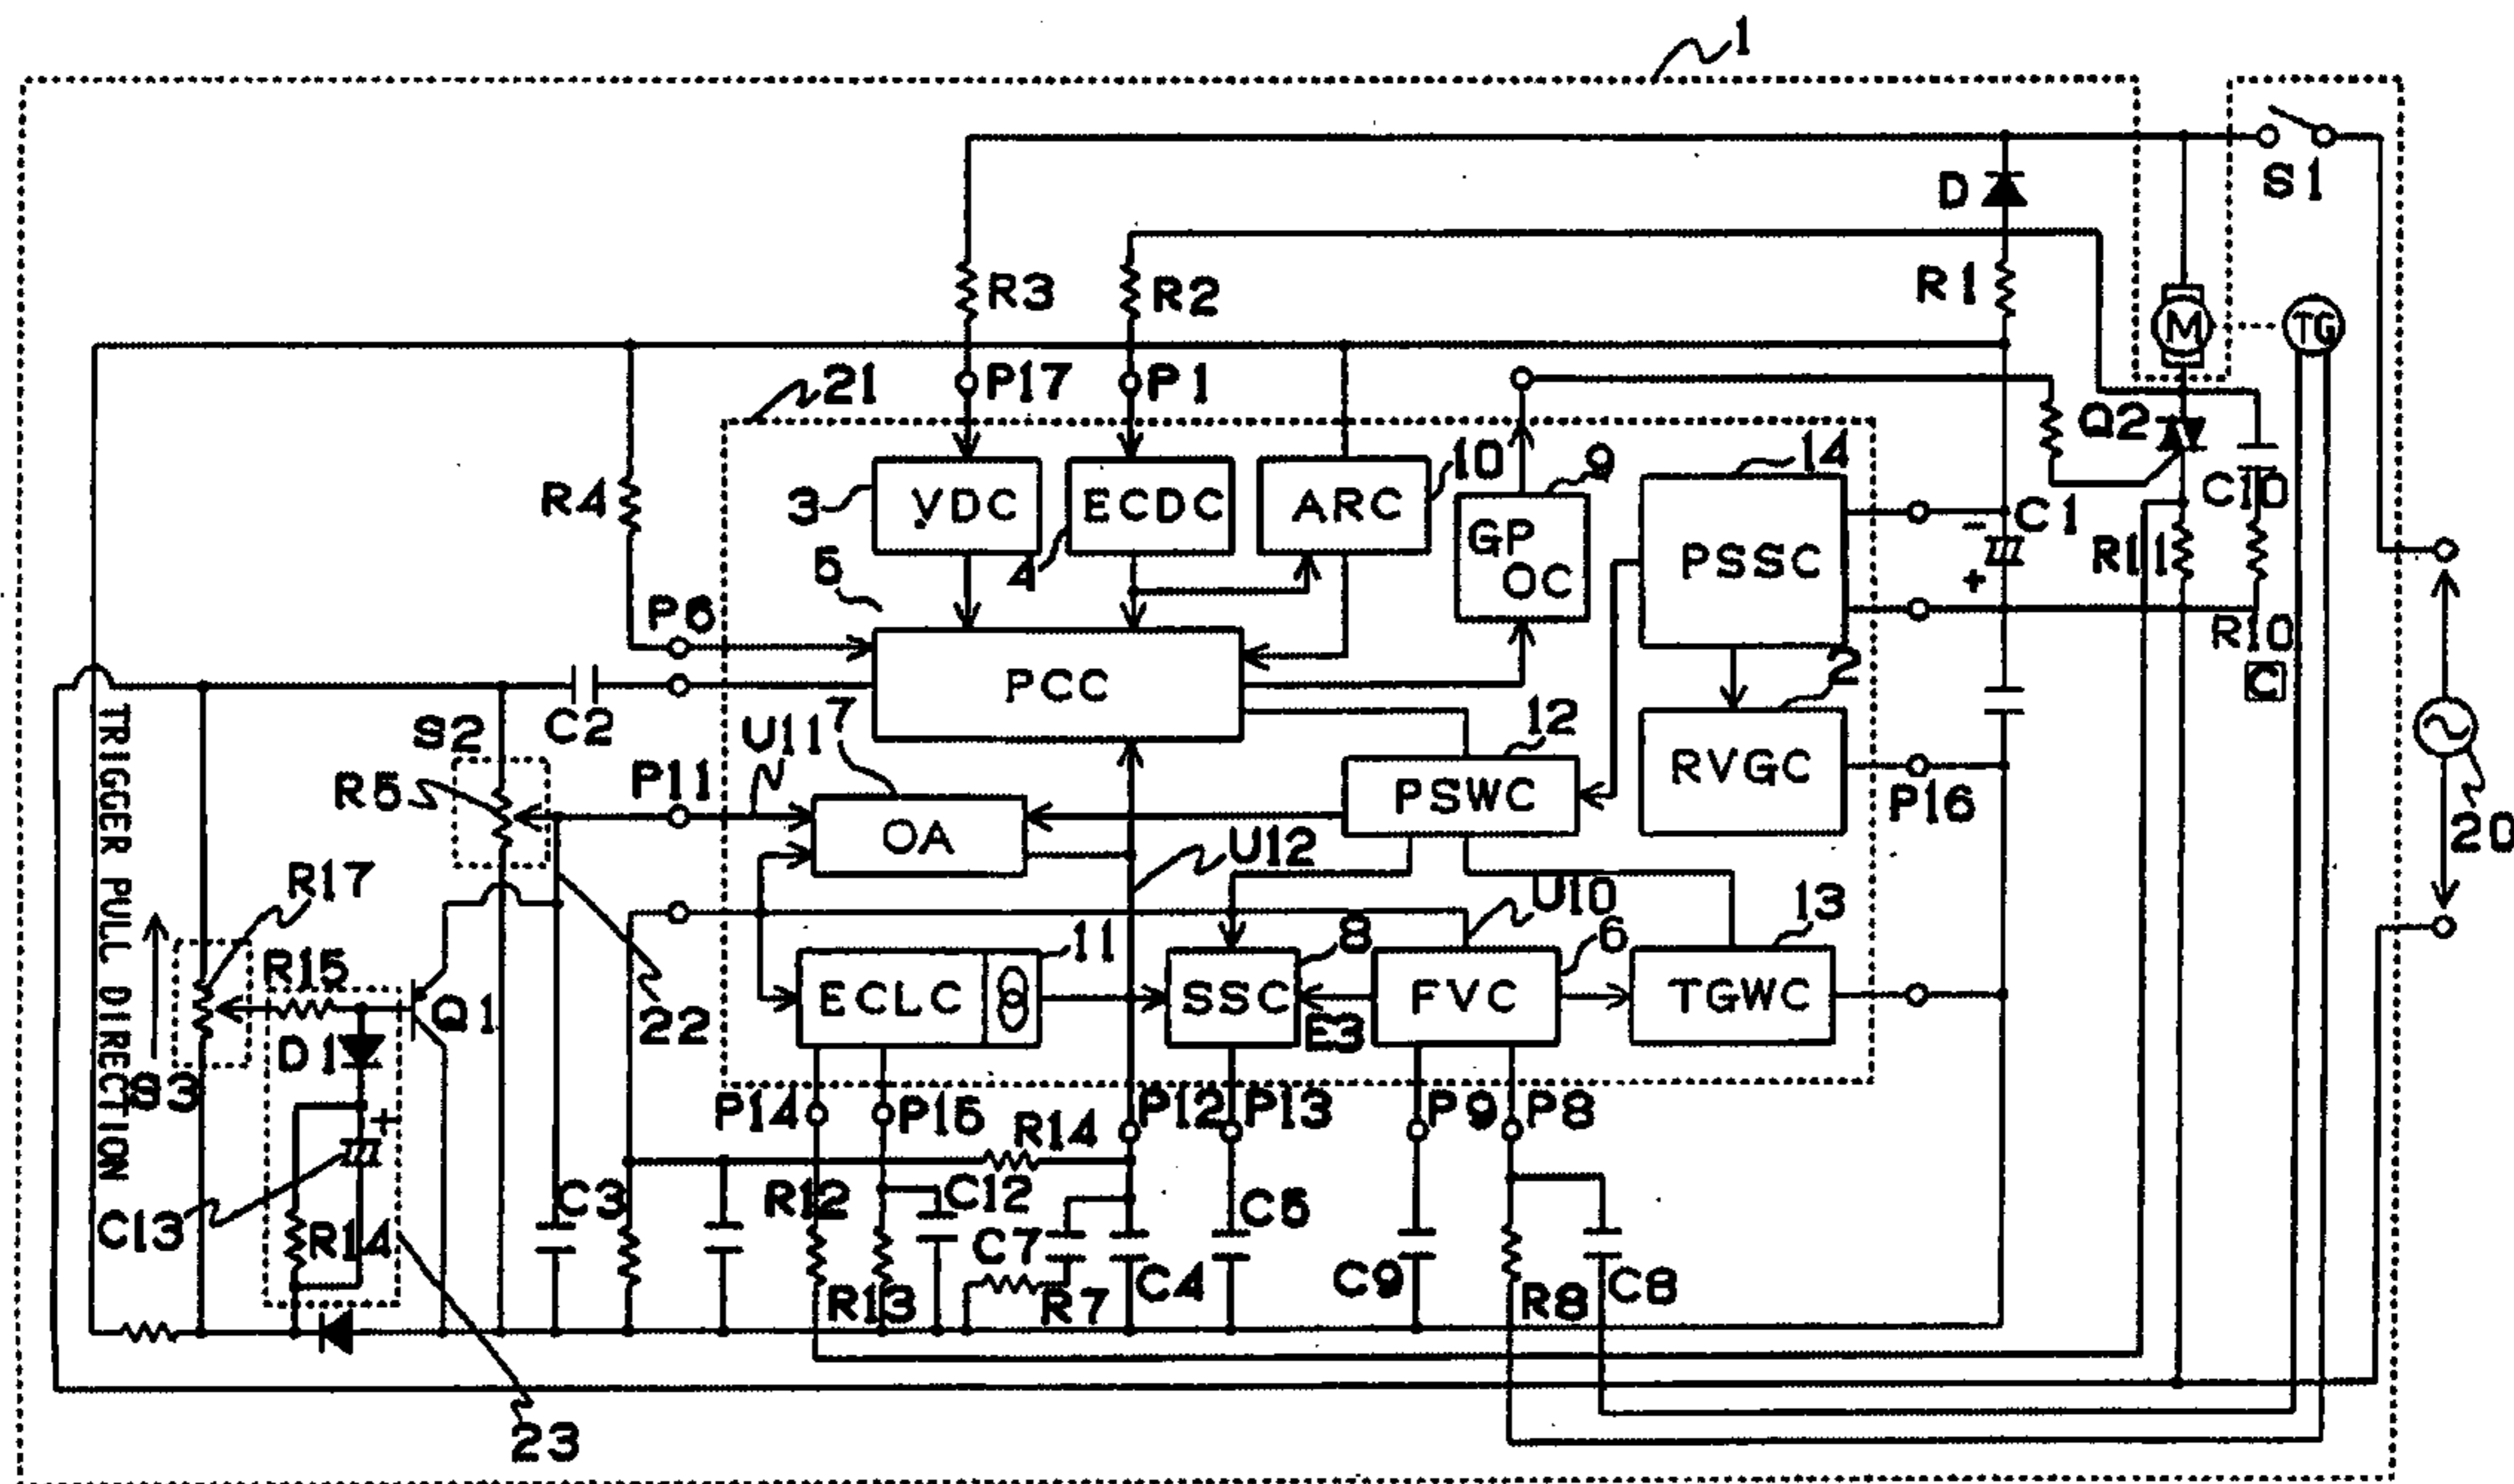 1
S1
D
R3
R2
R1
M
TG
21
P17
P1
Q2
14
10
9
R4
3
VDC
ECDC
ARC
GP
OC
PSSC
C10
C1
-
+
R11
5
4
P6
R10
C
PCC
2
7
12
C2
S2
U11
PSWC
RVGC
R5
P11
OA
P16
U12
20
TRIGGER PULL DIRECTION
R17
U10
13
R15
11
8
6
ECLC
SSC
FVC
TGWC
Q1
22
D1
E3
S3
P14
P15
P12
P13
P9
P8
+
R14
C3
R12
C12
C5
C13
R14
C7
C4
C9
C8
R13
R7
R8
23